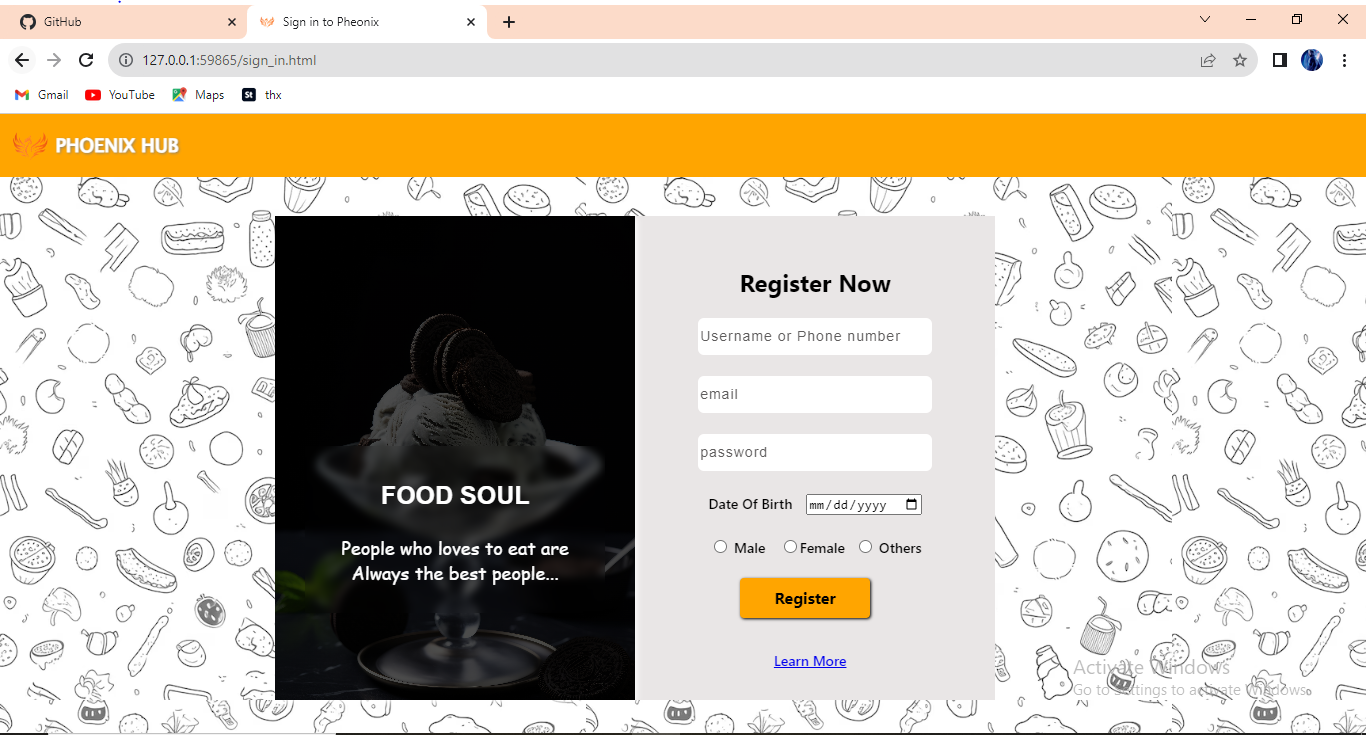 GitHub
Sign in to Pheonix
127.0.0.1:59865/sign_in.html
Gmail
YouTube
Maps
St
thx
PHOENIX HUB
Register Now
Username or Phone number
email
password
FOOD SOUL
Date Of Birth
mm/dd/yyyy
People who loves to eat are
Always the best people...
Male
Female
Others
Register
Learn More
Activate Windows
Go to Settings to activate Windows.